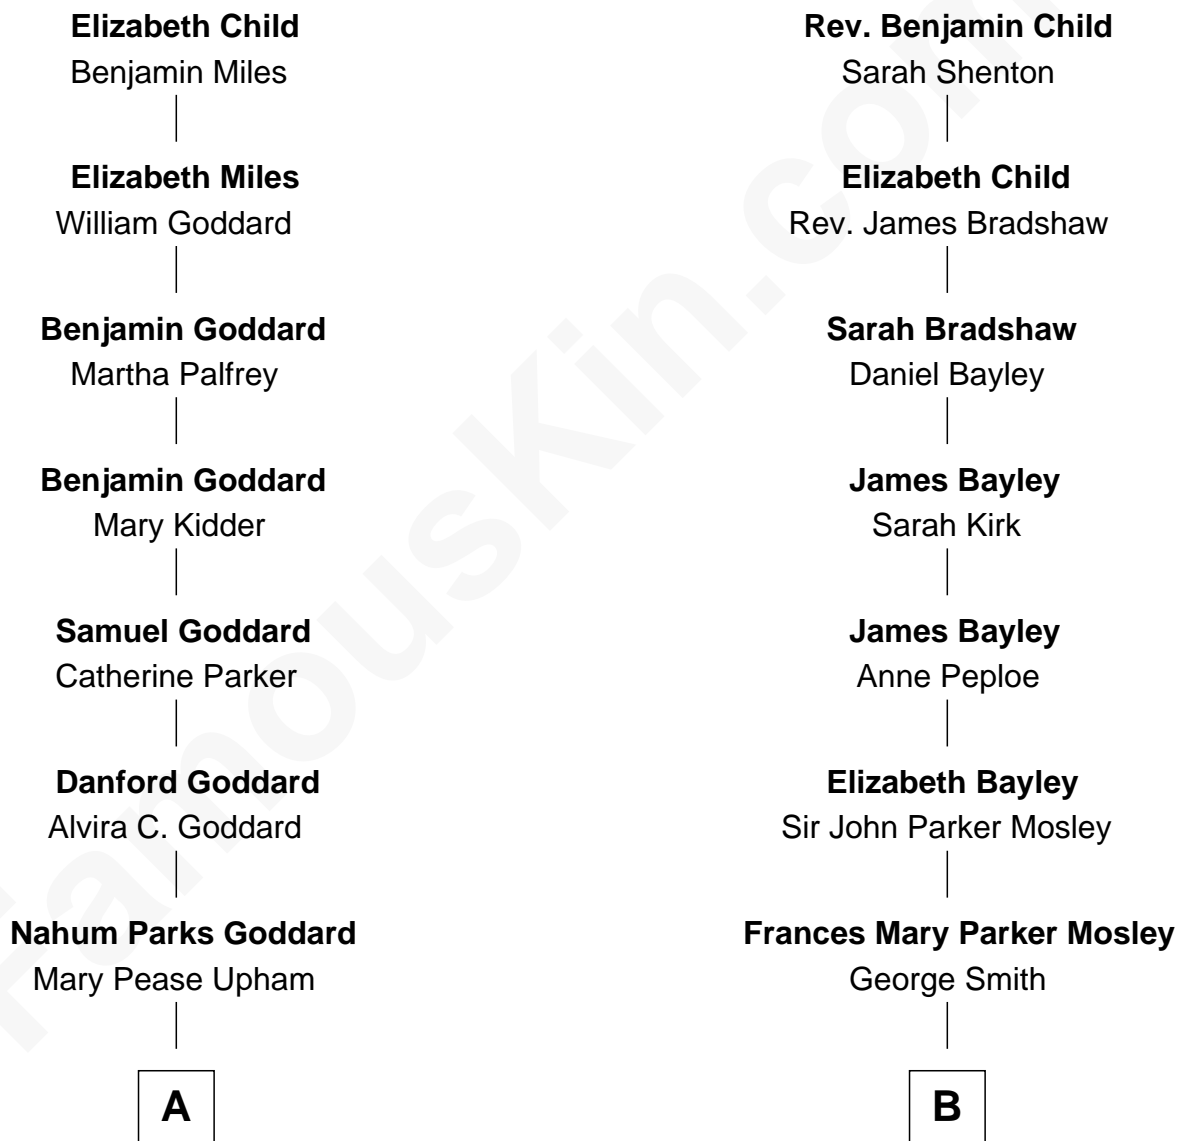 Elizabeth Child
Benjamin Miles
Elizabeth Miles
William Goddard
Benjamin Goddard
Martha Palfrey
Benjamin Goddard
Mary Kidder
Samuel Goddard
Catherine Parker
Danford Goddard
Alvira C. Goddard
Nahum Parks Goddard
Mary Pease Upham
A
Rev. Benjamin Child
Sarah Shenton
Elizabeth Child
Rev. James Bradshaw
Sarah Bradshaw
Daniel Bayley
James Bayley
Sarah Kirk
James Bayley
Anne Peploe
Elizabeth Bayley
Sir John Parker Mosley
Frances Mary Parker Mosley
George Smith
B
FamousKin.com